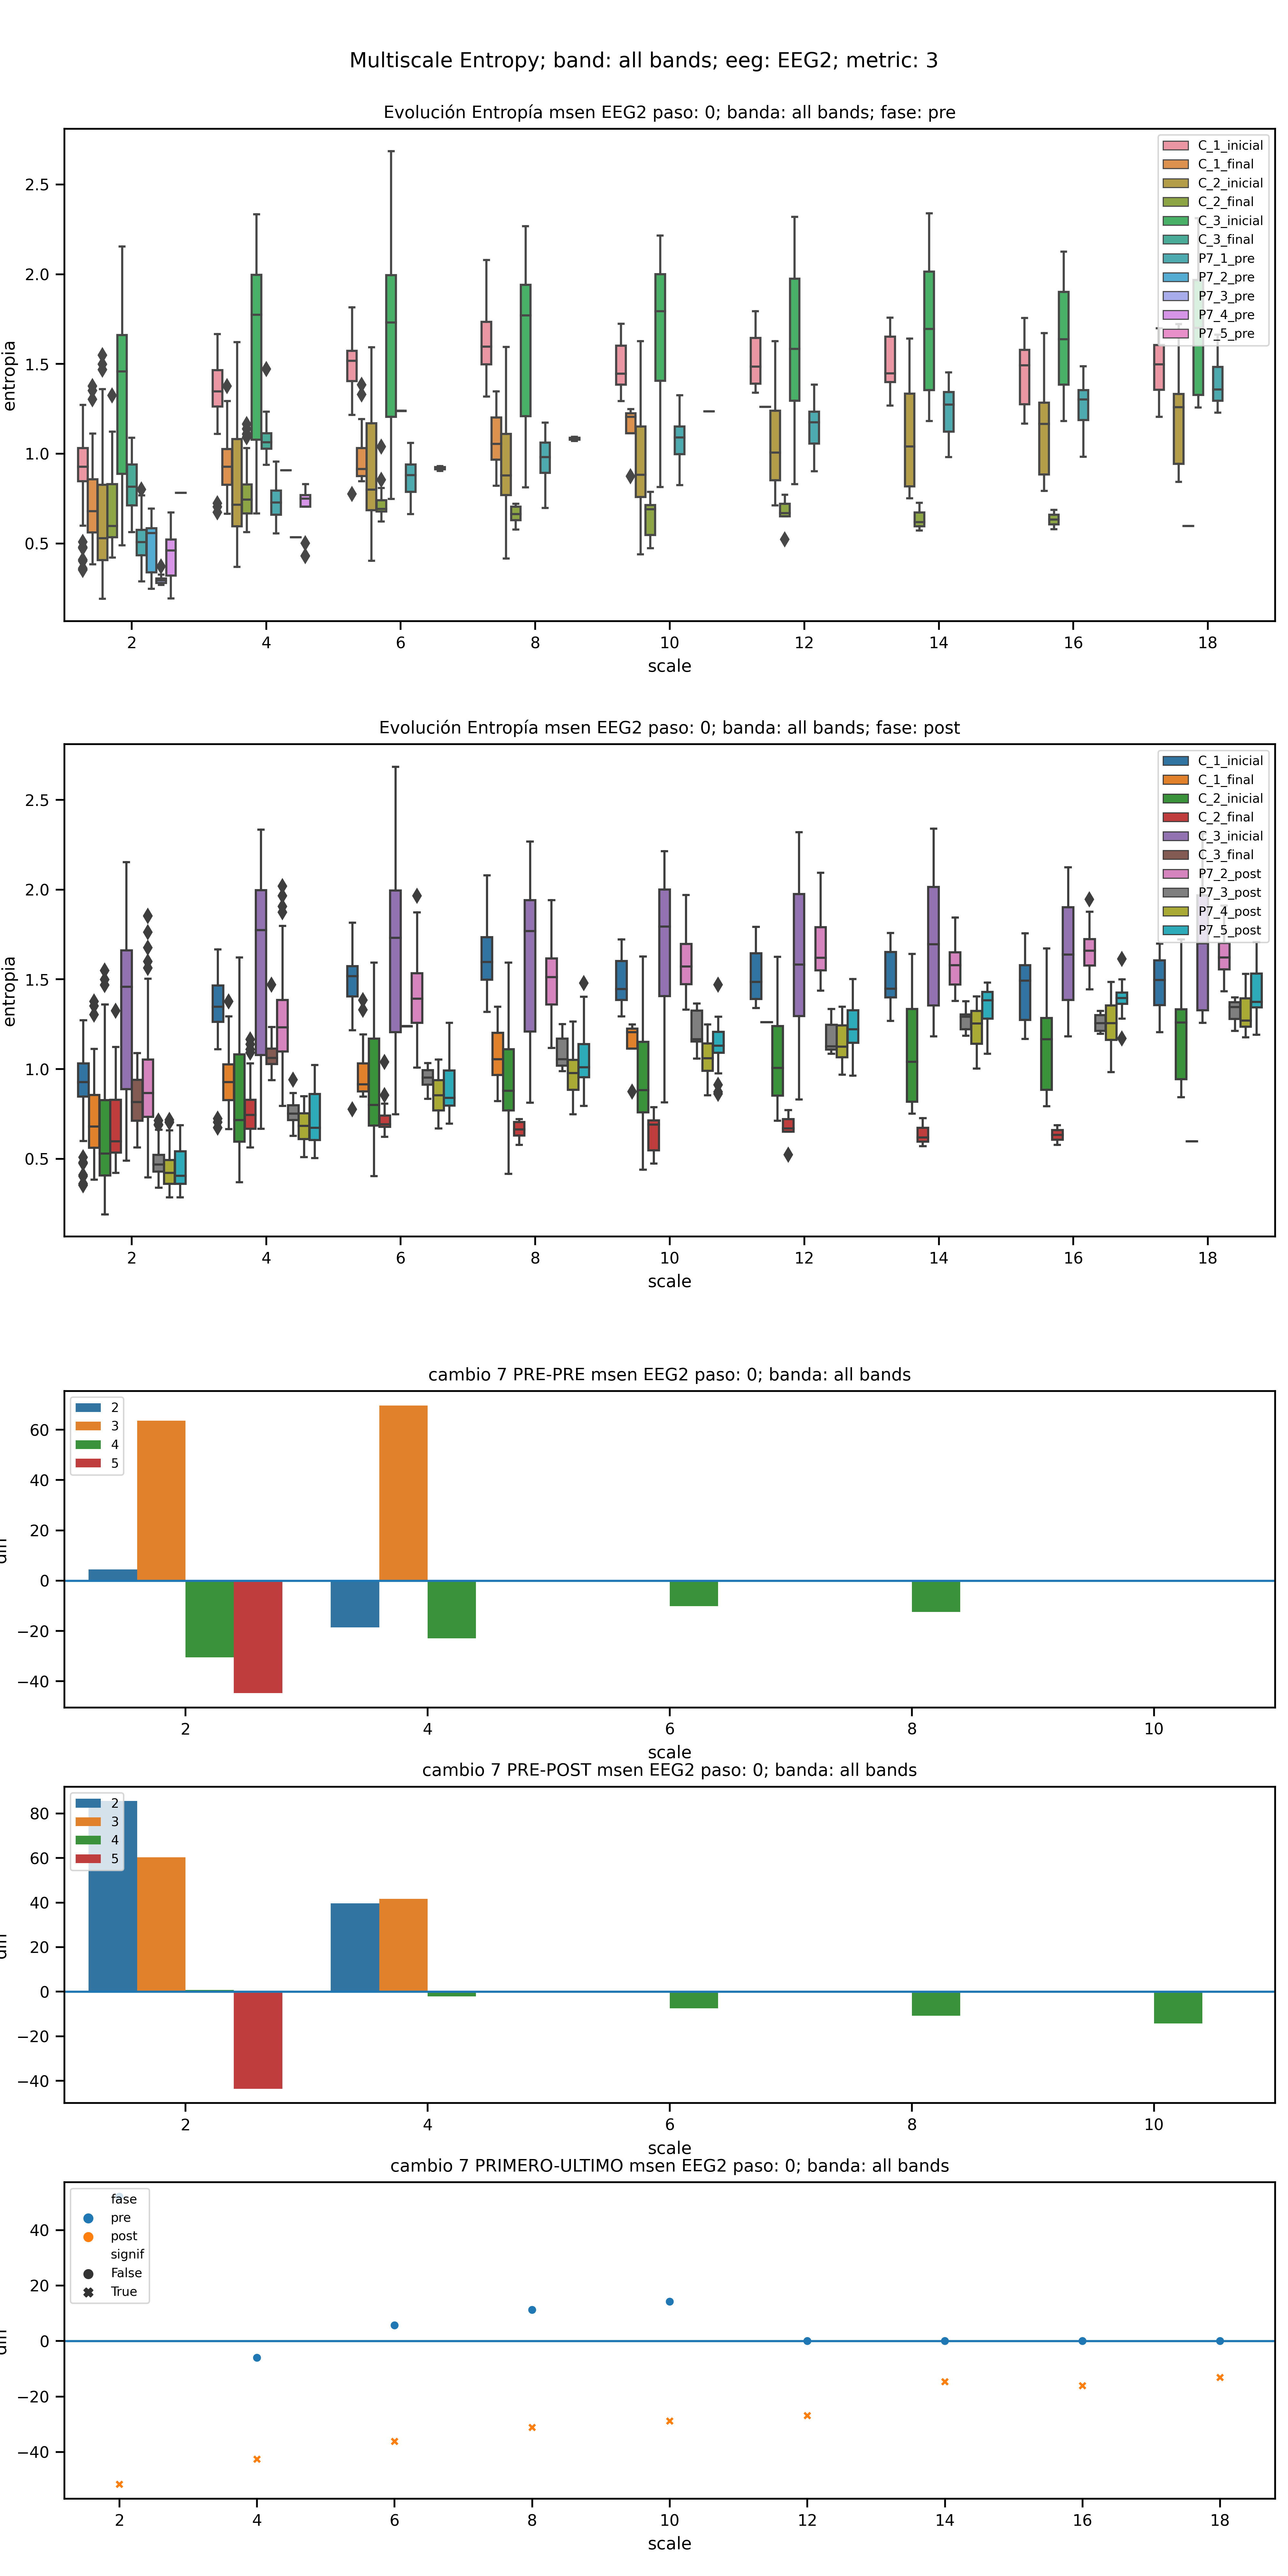 Multiscale Entropy; band: all bands; eeg: EEG2; metric: 3
Evolución Entropía msen EEG2 paso: 0; banda: all bands; fase: pre
C_1_inicial
C_1_final
C_2_inicial
C_2_final
C_3_inicial
C_3_final
P7_1_pre
P7_2_pre
P7_3_pre
P7_4_pre
P7_5_pre
2.5
2.0
1.5
1.0
0.5
entropia
2 4 6 8 10 12 14 16 18
scale
Evolución Entropía msen EEG2 paso: 0; banda: all bands; fase: post
C_1_inicial
C_1_final
C_2_inicial
C_2_final
C_3_inicial
C_3_final
P7_2_post
P7_3_post
P7_4_post
P7_5_post
2.5
2.0
1.5
1.0
0.5
entropia
2 4 6 8 10 12 14 16 18
scale
cambio 7 PRE-PRE msen EEG2 paso: 0; banda: all bands
2
3
4
5
60
40
20
0
−20
−40
2 4 6 8 10
scale
cambio 7 PRE-POST msen EEG2 paso: 0; banda: all bands
2
3
4
5
80
60
40
20
0
−20
−40
2 4 6 8 10
scale
cambio 7 PRIMERO-ULTIMO msen EEG2 paso: 0; banda: all bands
fase
pre
post
signif
False
True
40
20
0
−20
−40
2 4 6 8 10 12 14 16 18
scale